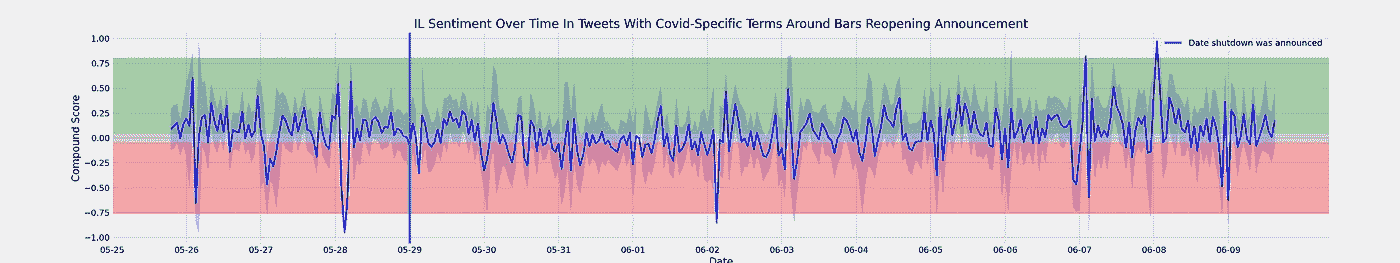 IL Sentiment Over Time In Tweets With Covid-Specific Terms Around Bars Reopening Announcement
Date shutdown was announced
Compound Score
1.00
0.75
0.50
0.25
0.00
−0.25
−0.50
−0.75
−1.00
05-25 05-26 05-27 05-28 05-29 05-30 05-31 06-01 06-02 06-03 06-04 06-05 06-06 06-07 06-08 06-09
Date